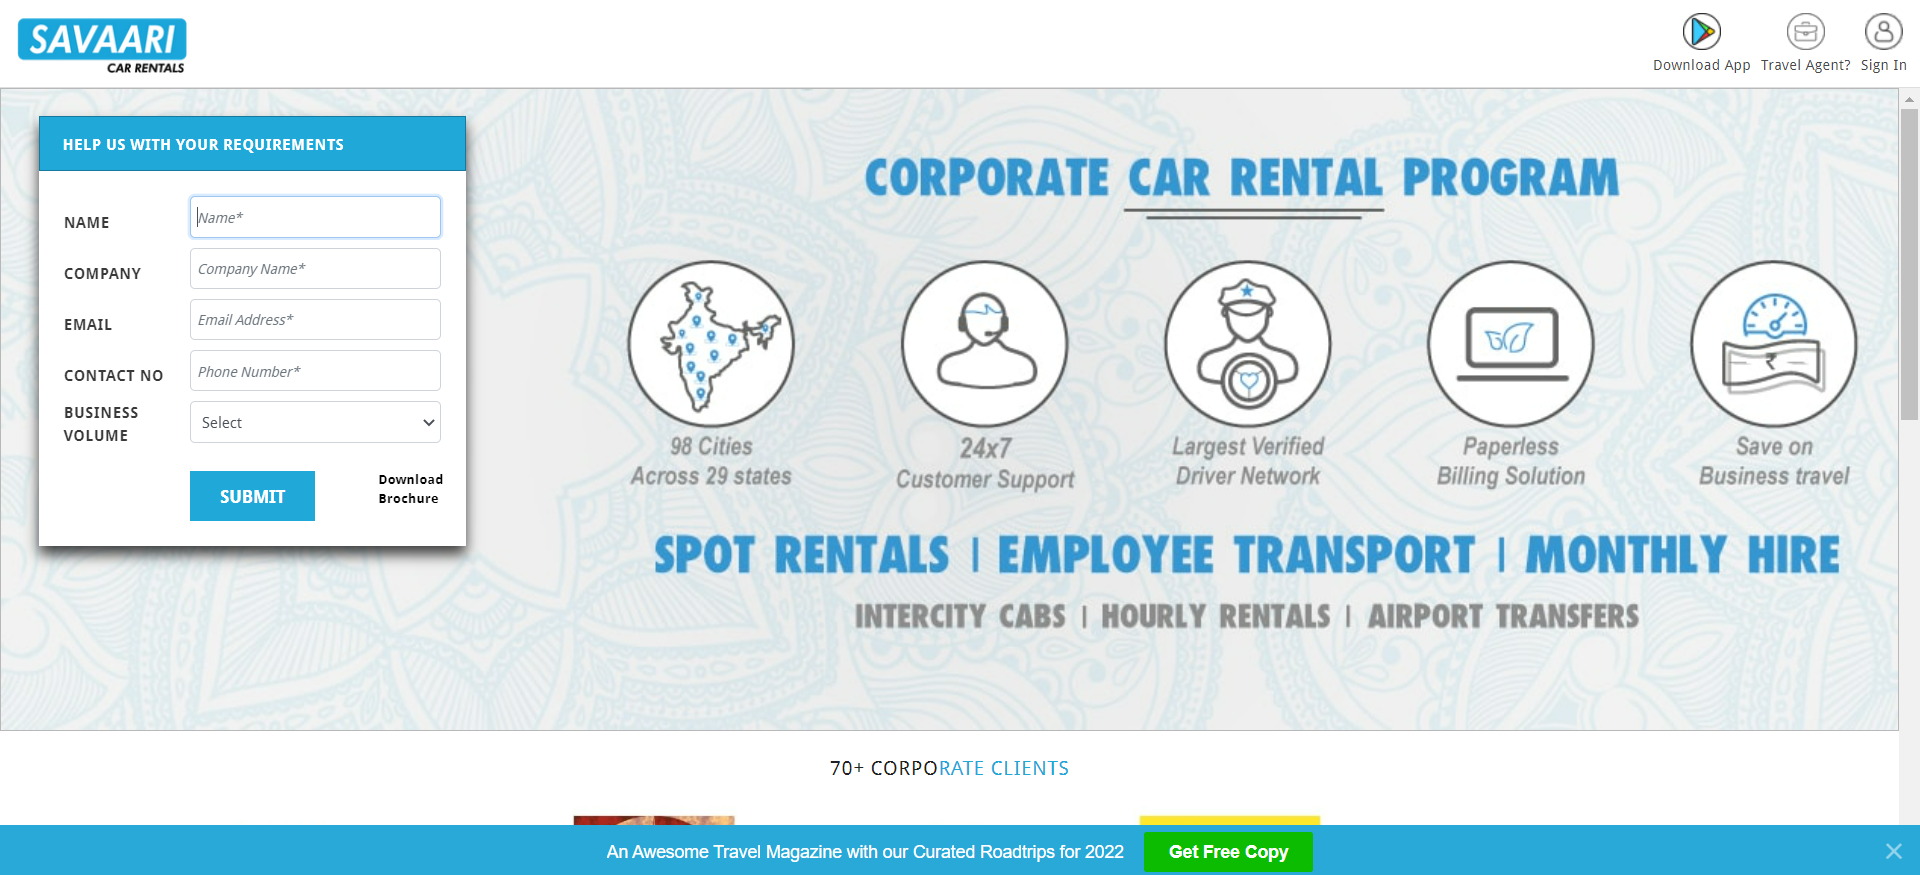 SAVAARI
CAR RENTALS
Download App
Travel Agent?
Sign In
HELP US WITH YOUR REQUIREMENTS
NAME
Name*
COMPANY
Company Name*
EMAIL
Email Address*
CONTACT NO
Phone Number*
BUSINESS
VOLUME
Select
SUBMIT
Download
Brochure
CORPORATE CAR RENTAL PROGRAM
98 Cities
Across 29 states
24x7
Customer Support
Largest Verified
Driver Network
Paperless
Billing Solution
₹
Save on
Business travel
SPOT RENTALS | EMPLOYEE TRANSPORT | MONTHLY HIRE
INTERCITY CABS | HOURLY RENTALS | AIRPORT TRANSFERS
70+ CORPORATE CLIENTS
An Awesome Travel Magazine with our Curated Roadtrips for 2022
Get Free Copy